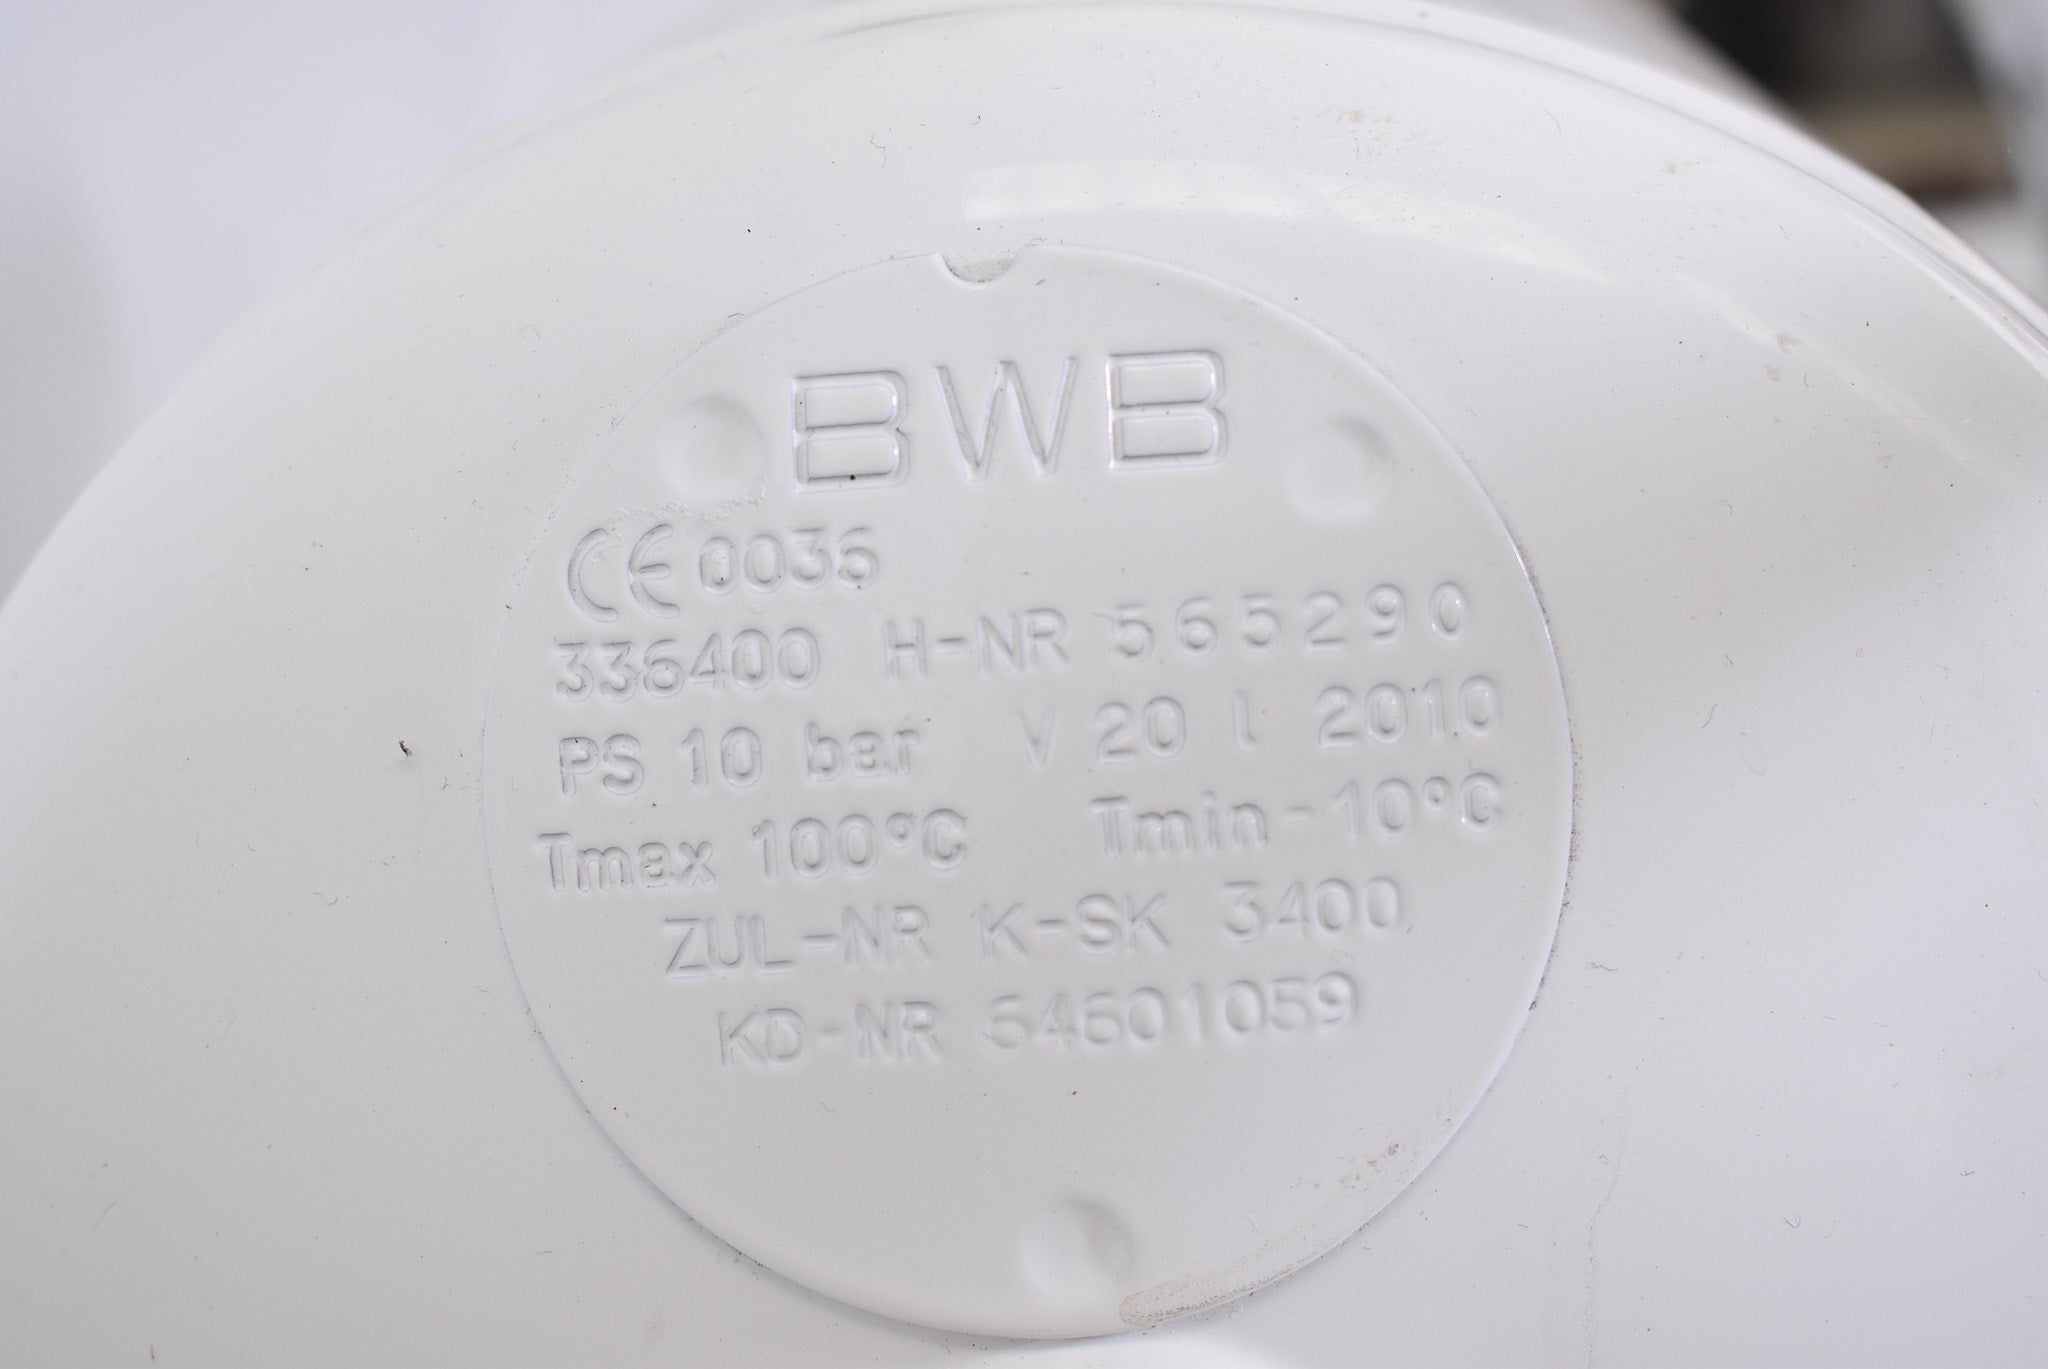 BWB
CE 0036
336400 H-NR 565290
PS 10 bar V 20 l 2010
Tmax 100°C Tmin -10°C
ZUL-NR K-SK 3400
KD-NR 64601059